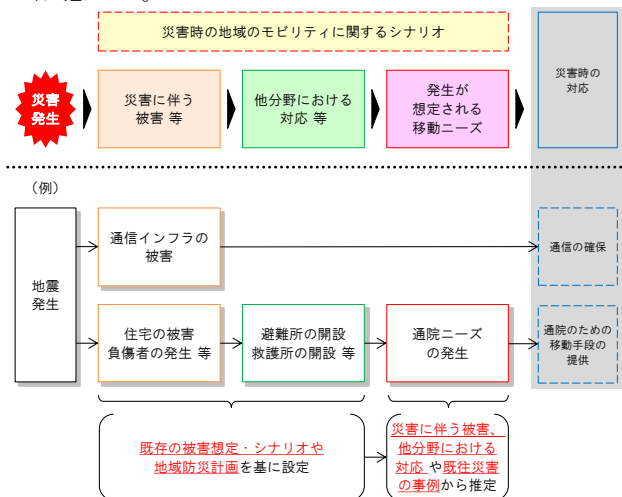 災害時の地域のモビリティに関するシナリオ
災害
発生
災害に伴う
被害 等
他分野における
対応 等
発生が
想定される
移動ニーズ
災害時の
対応
（例）
地震
発生
通信インフラの
被害
通信の確保
住宅の被害
負傷者の発生 等
避難所の開設
救護所の開設 等
通院ニーズ
の発生
通院のための
移動手段の
提供
既存の被害想定・シナリオや
地域防災計画を基に設定
災害に伴う被害、
他分野における
対応 や既往災害
の事例から推定